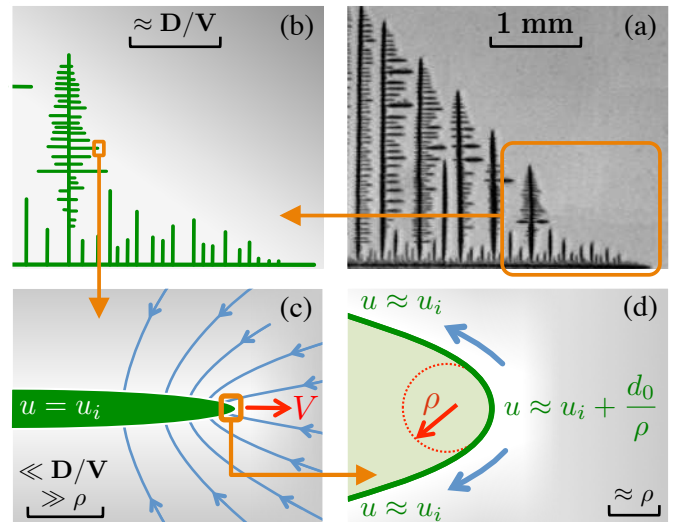 ≈ D/V
(b)
1 mm
(a)
(c)
u = u_i
V
≪ D/V
≫ ρ
(d)
u ≈ u_i
ρ
u ≈ u_i + d_0/ρ
u ≈ u_i
≈ ρ